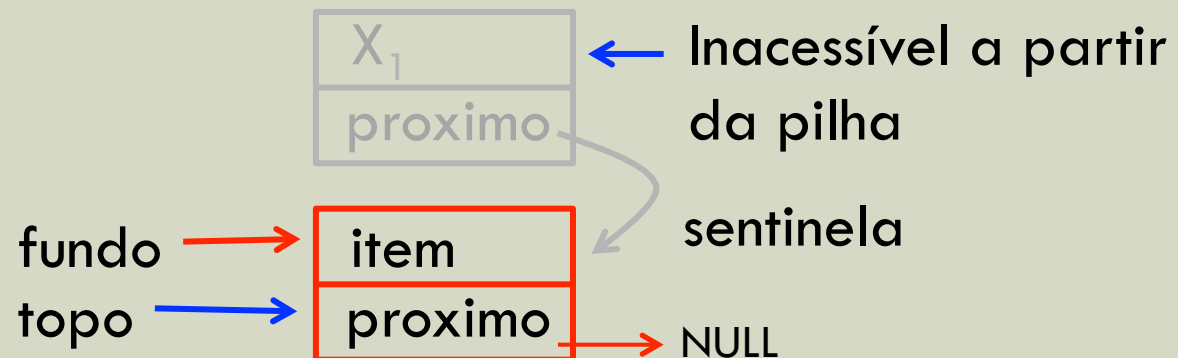 X₁
Inacessível a partir
da pilha
proximo
sentinela
fundo
item
topo
proximo
NULL